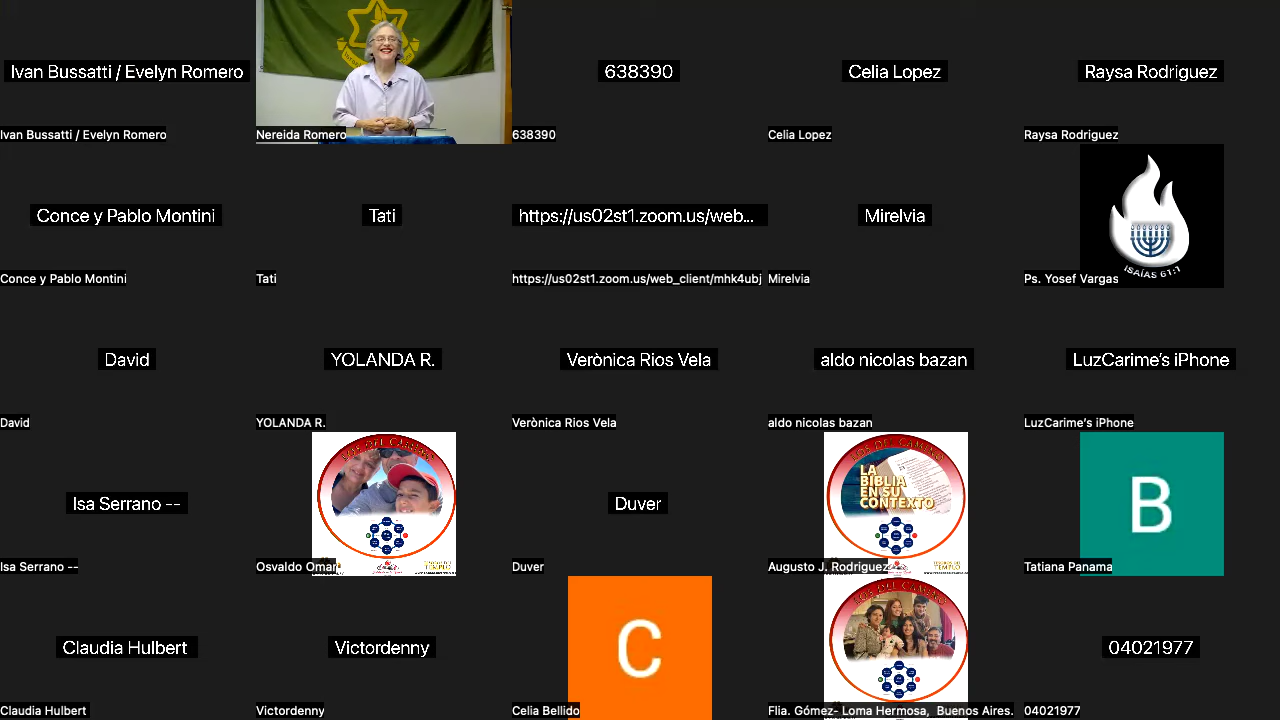 Ivan Bussatti / Evelyn Romero
638390
Celia Lopez
Raysa Rodriguez
Ivan Bussatti / Evelyn Romero
Nereida Romero
638390
Celia Lopez
Raysa Rodriguez
Conce y Pablo Montini
Tati
https://us02st1.zoom.us/web...
Mirelvia
ISAÍAS 61:1
Conce y Pablo Montini
Tati
https://us02st1.zoom.us/web_client/mhk4ubj
Mirelvia
Ps. Yosef Vargas
David
YOLANDA R.
Verònica Rios Vela
aldo nicolas bazan
LuzCarime's iPhone
David
YOLANDA R.
Verònica Rios Vela
aldo nicolas bazan
LuzCarime's iPhone
Isa Serrano --
Duver
LA
BIBLIA
EN SU
CONTEXTO
B
Isa Serrano --
Osvaldo Omar
Duver
Augusto J. Rodriguez
Tatiana Panama
Claudia Hulbert
Victordenny
C
04021977
Claudia Hulbert
Victordenny
Celia Bellido
Flia. Gómez- Loma Hermosa, Buenos Aires.
04021977